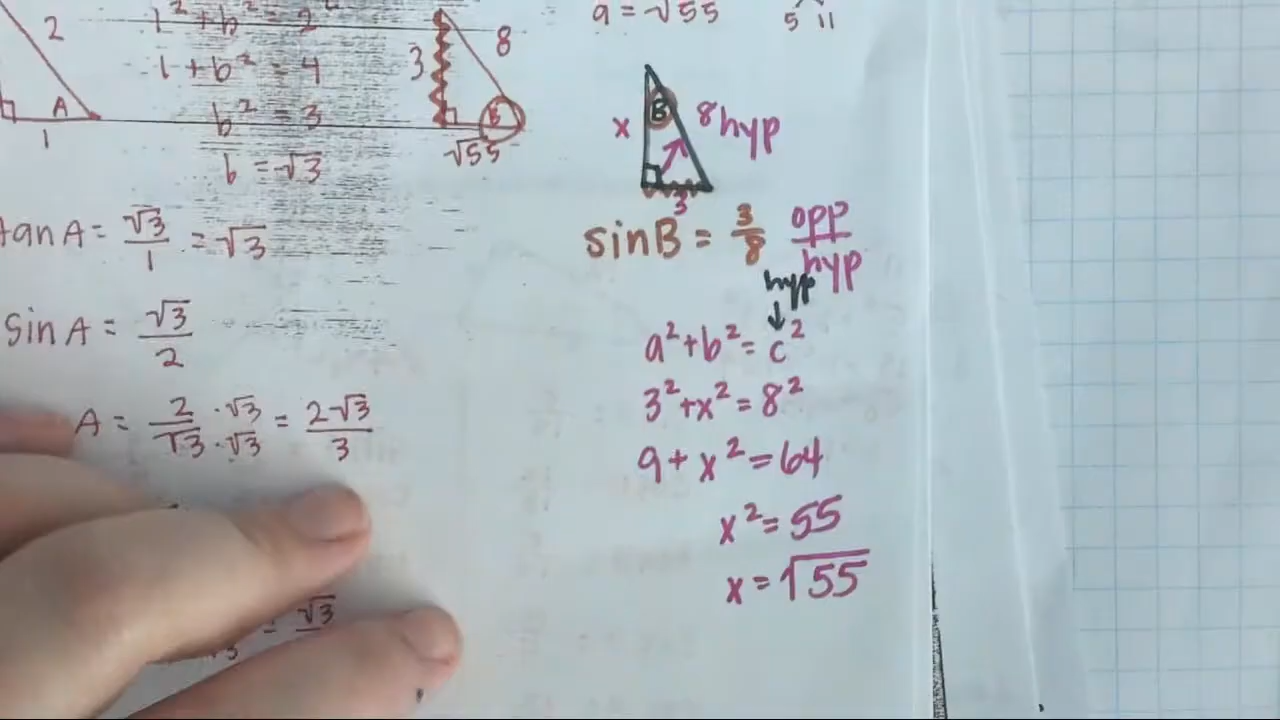 2
1² + b² = 2
1 + b² = 4
b² = 3
b = √3
A
1
3
8
B
√55
tan A = √3/1 = √3
sin A = √3/2
A = 2/√3 · √3/√3 = 2√3/3
√3
a = √55
5 11
B
x
8 hyp
3
sin B = 3/8 opp/hyp
hyp
a² + b² = c²
3² + x² = 8²
9 + x² = 64
x² = 55
x = √55